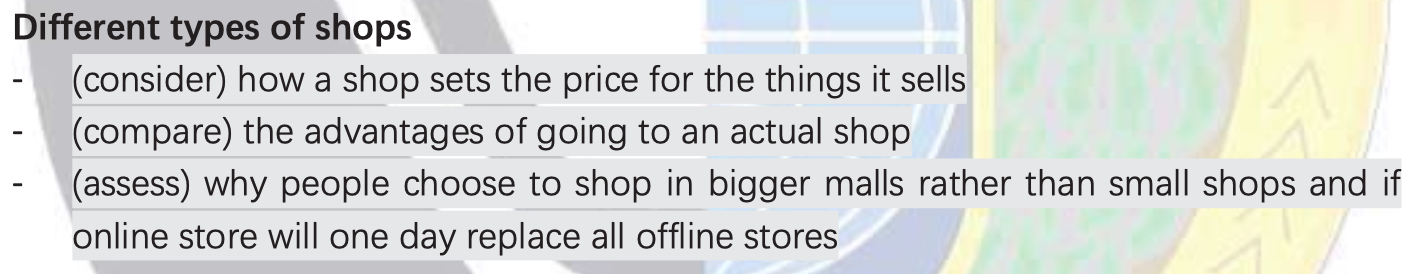 Different types of shops
- (consider) how a shop sets the price for the things it sells
- (compare) the advantages of going to an actual shop
- (assess) why people choose to shop in bigger malls rather than small shops and if
online store will one day replace all offline stores